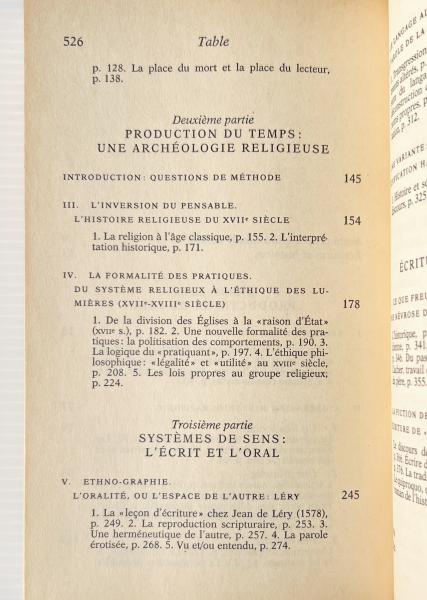 526 Table
p. 128. La place du mort et la place du lecteur,
p. 138.
Deuxième partie
PRODUCTION DU TEMPS:
UNE ARCHÉOLOGIE RELIGIEUSE
INTRODUCTION: QUESTIONS DE MÉTHODE 145
III. L'INVERSION DU PENSABLE.
L'HISTOIRE RELIGIEUSE DU XVIIe SIÈCLE 154
1. La religion à l'âge classique, p. 155. 2. L'interpré-
tation historique, p. 171.
IV. LA FORMALITÉ DES PRATIQUES.
DU SYSTÈME RELIGIEUX À L'ÉTHIQUE DES LU-
MIÈRES (XVIIe-XVIIIe SIÈCLE) 178
1. De la division des Églises à la «raison d'État»
(XVIIe s.), p. 182. 2. Une nouvelle formalité des pra-
tiques: la politisation des comportements, p. 190. 3.
La logique du «pratiquant», p. 197. 4. L'éthique phi-
losophique: «légalité» et «utilité» au XVIIIe siècle,
p. 208. 5. Les lois propres au groupe religieux,
p. 224.
Troisième partie
SYSTÈMES DE SENS:
L'ÉCRIT ET L'ORAL
V. ETHNO-GRAPHIE.
L'ORALITÉ, OU L'ESPACE DE L'AUTRE: LÉRY 245
1. La «leçon d'écriture» chez Jean de Léry (1578),
p. 249. 2. La reproduction scripturaire, p. 253. 3.
Une herméneutique de l'autre, p. 257. 4. La parole
érotisée, p. 268. 5. Vu et/ou entendu, p. 274.